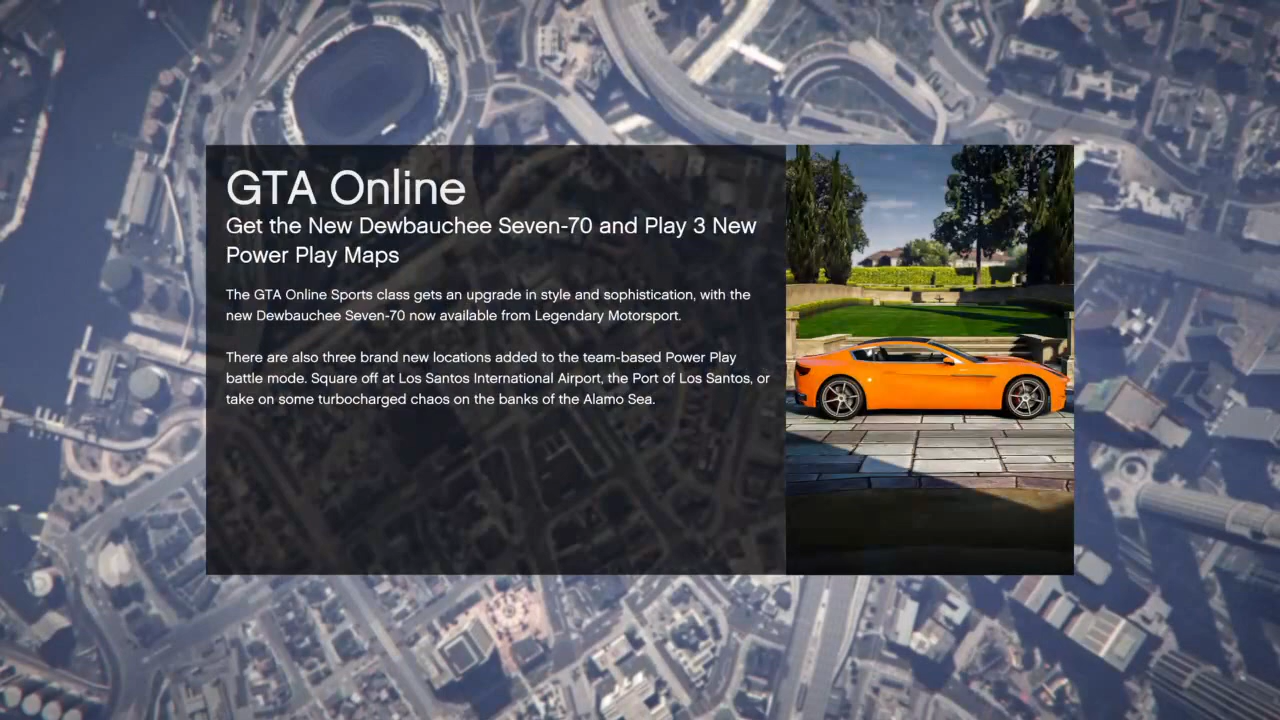 GTA Online
Get the New Dewbauchee Seven-70 and Play 3 New
Power Play Maps
The GTA Online Sports class gets an upgrade in style and sophistication, with the
new Dewbauchee Seven-70 now available from Legendary Motorsport.
There are also three brand new locations added to the team-based Power Play
battle mode. Square off at Los Santos International Airport, the Port of Los Santos, or
take on some turbocharged chaos on the banks of the Alamo Sea.